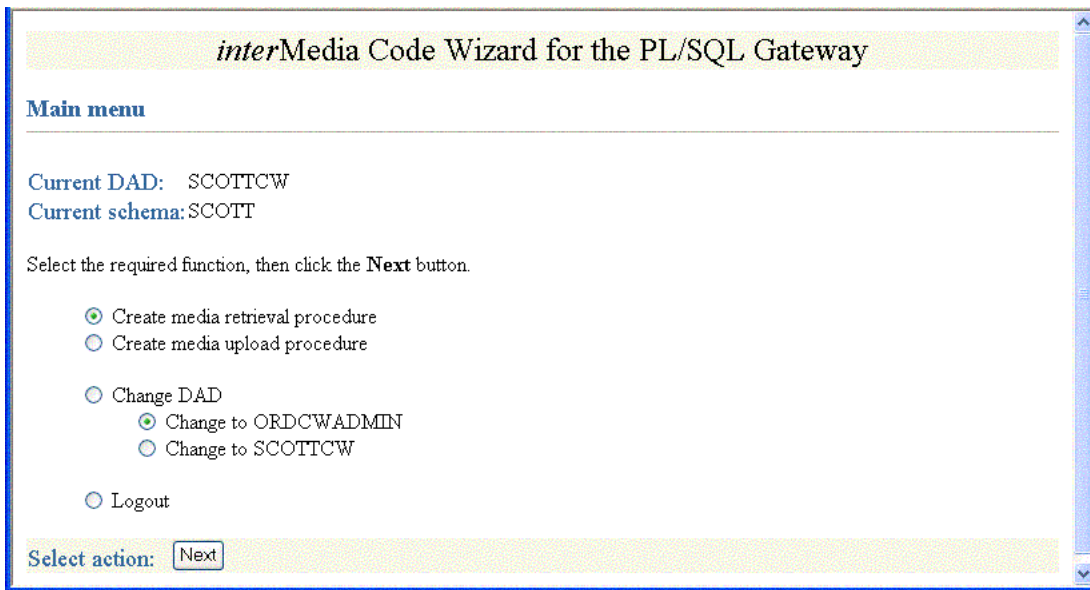 interMedia Code Wizard for the PL/SQL Gateway
Main menu
Current DAD: SCOTTCW
Current schema: SCOTT
Select the required function, then click the Next button.
Create media retrieval procedure
Create media upload procedure
Change DAD
Change to ORDCWADMIN
Change to SCOTTCW
Logout
Select action: Next